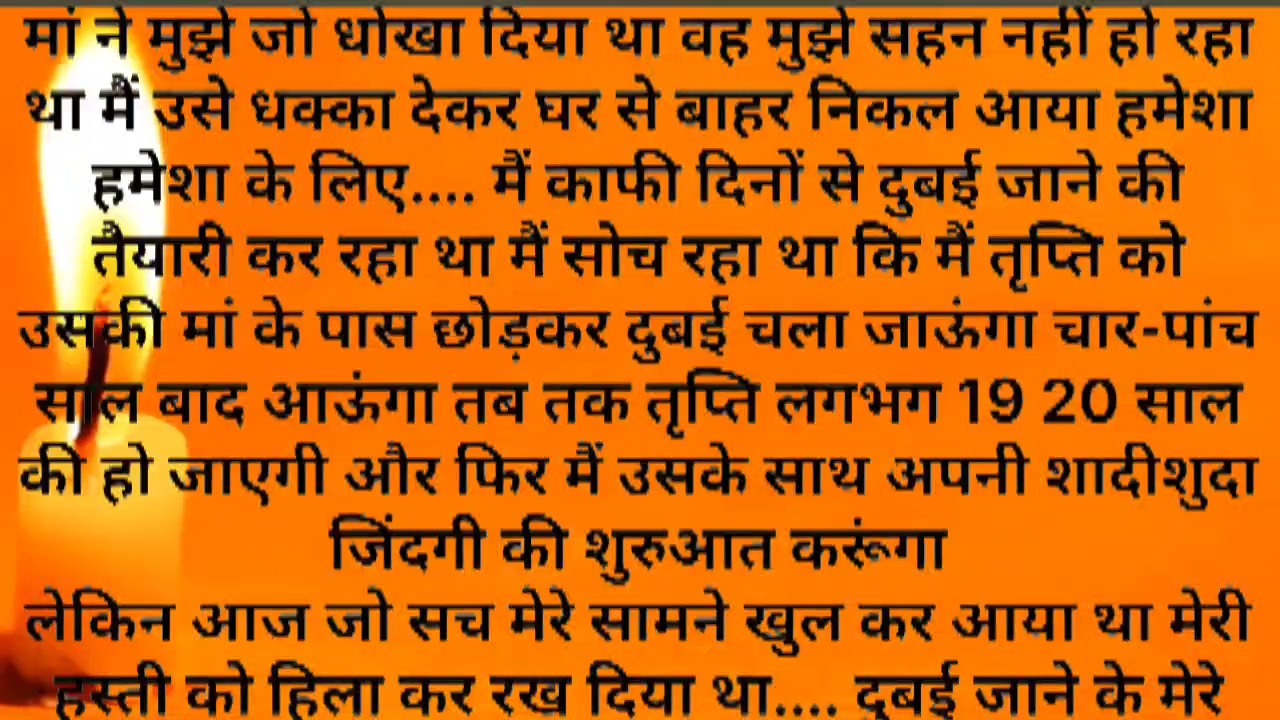 मां ने मुझे जो धोखा दिया था वह मुझे सहन नहीं हो रहा
था मैं उसे धक्का देकर घर से बाहर निकल आया हमेशा
हमेशा के लिए.... मैं काफी दिनों से दुबई जाने की
तैयारी कर रहा था मैं सोच रहा था कि मैं तृप्ति को
उसकी मां के पास छोड़कर दुबई चला जाऊंगा चार-पांच
साल बाद आऊंगा तब तक तृप्ति लगभग 19 20 साल
की हो जाएगी और फिर मैं उसके साथ अपनी शादीशुदा
जिंदगी की शुरुआत करूंगा
लेकिन आज जो सच मेरे सामने खुल कर आया था मेरी
हस्ती को हिला कर रख दिया था.... दुबई जाने के मेरे